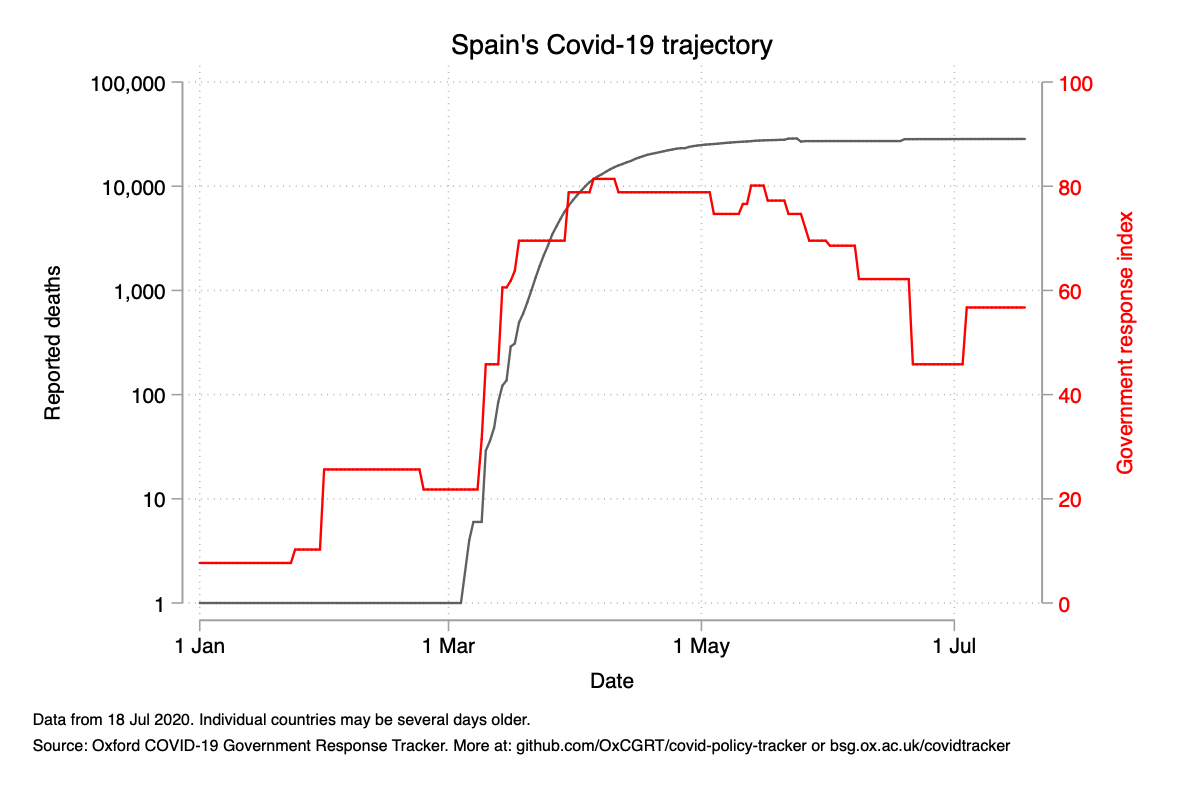 Spain's Covid-19 trajectory
100,000
10,000
1,000
100
10
1
Reported deaths
100
80
60
40
20
0
Government response index
1 Jan
1 Mar
1 May
1 Jul
Date
Data from 18 Jul 2020. Individual countries may be several days older.
Source: Oxford COVID-19 Government Response Tracker. More at: github.com/OxCGRT/covid-policy-tracker or bsg.ox.ac.uk/covidtracker